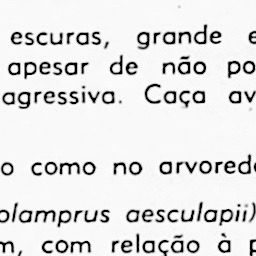 escuras, grande e
apesar de não po
agressiva. Caça av
o como no arvored
olamprus aesculapii)
m, com relação à p